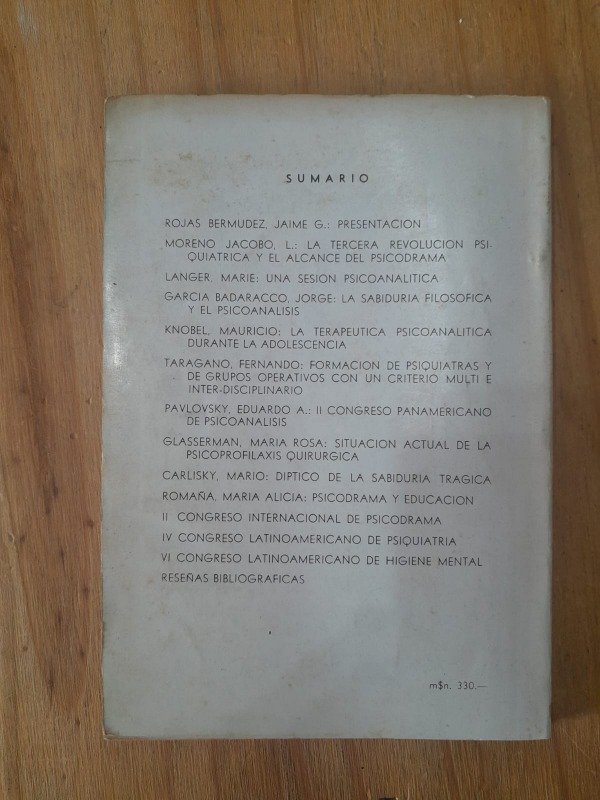 SUMARIO
ROJAS BERMUDEZ, JAIME G.: PRESENTACION
MORENO JACOBO, L.: LA TERCERA REVOLUCION PSI-
QUIATRICA Y EL ALCANCE DEL PSICODRAMA
LANGER, MARIE: UNA SESION PSICOANALITICA
GARCIA BADARACCO, JORGE: LA SABIDURIA FILOSOFICA
Y EL PSICOANALISIS
KNOBEL, MAURICIO: LA TERAPEUTICA PSICOANALITICA
DURANTE LA ADOLESCENCIA
TARAGANO, FERNANDO: FORMACION DE PSIQUIATRAS Y
DE GRUPOS OPERATIVOS CON UN CRITERIO MULTI E
INTER-DISCIPLINARIO
PAVLOVSKY, EDUARDO A.: II CONGRESO PANAMERICANO
DE PSICOANALISIS
GLASSERMAN, MARIA ROSA: SITUACION ACTUAL DE LA
PSICOPROFILAXIS QUIRURGICA
CARLISKY, MARIO: DIPTICO DE LA SABIDURIA TRAGICA
ROMAÑA, MARIA ALICIA: PSICODRAMA Y EDUCACION
II CONGRESO INTERNACIONAL DE PSICODRAMA
IV CONGRESO LATINOAMERICANO DE PSIQUIATRIA
VI CONGRESO LATINOAMERICANO DE HIGIENE MENTAL
RESEÑAS BIBLIOGRAFICAS
m$n. 330.—